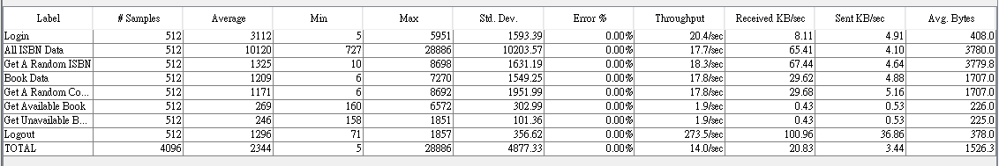 Label # Samples Average Min Max Std. Dev. Error % Throughput Received KB/sec Sent KB/sec Avg. Bytes
Login 512 3112 5 5951 1593.39 0.00% 20.4/sec 8.11 4.91 408.0
All ISBN Data 512 10120 727 28886 10203.57 0.00% 17.7/sec 65.41 4.10 3780.0
Get A Random ISBN 512 1325 10 8698 1631.19 0.00% 18.3/sec 67.44 4.64 3779.8
Book Data 512 1209 6 7270 1549.25 0.00% 17.8/sec 29.62 4.88 1707.0
Get A Random Co... 512 1171 6 8692 1951.99 0.00% 17.8/sec 29.68 5.16 1707.0
Get Available Book 512 269 160 6572 302.99 0.00% 1.9/sec 0.43 0.53 226.0
Get Unavailable B... 512 246 158 1851 101.36 0.00% 1.9/sec 0.43 0.53 225.0
Logout 512 1296 71 1857 356.62 0.00% 273.5/sec 100.96 36.86 378.0
TOTAL 4096 2344 5 28886 4877.33 0.00% 14.0/sec 20.83 3.44 1526.3